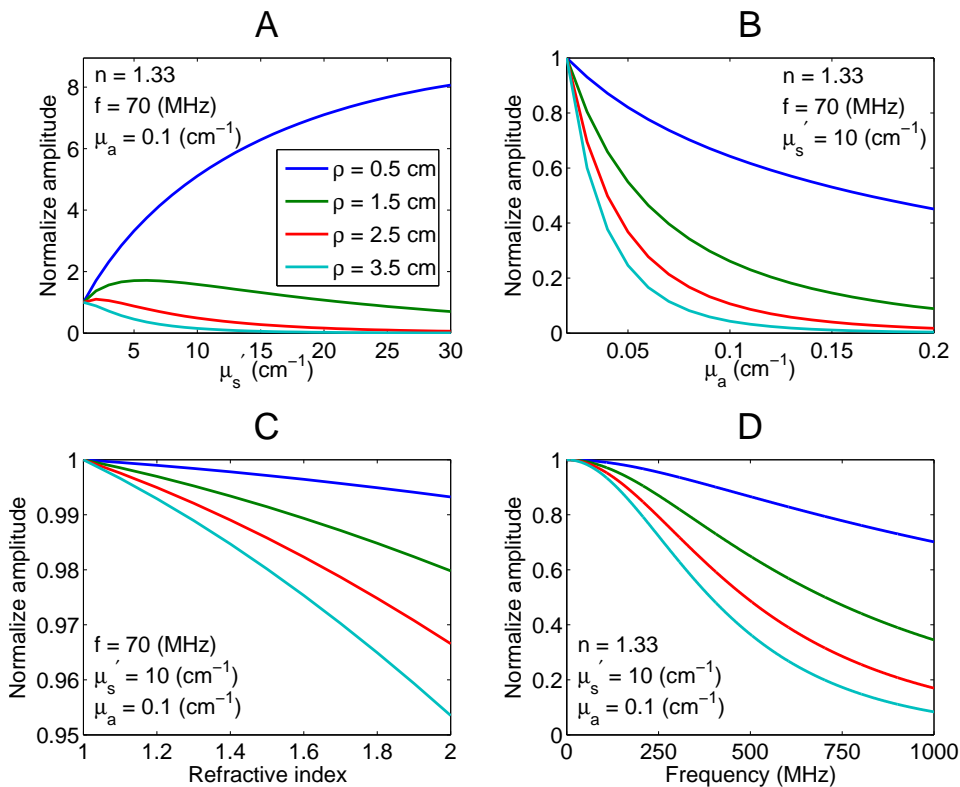 A
Normalize amplitude
8
6
4
2
0
n = 1.33
f = 70 (MHz)
μa = 0.1 (cm⁻¹)
ρ = 0.5 cm
ρ = 1.5 cm
ρ = 2.5 cm
ρ = 3.5 cm
5 10 15 20 25 30
μs′ (cm⁻¹)
B
Normalize amplitude
1
0.8
0.6
0.4
0.2
0
n = 1.33
f = 70 (MHz)
μs′ = 10 (cm⁻¹)
0.05 0.1 0.15 0.2
μa (cm⁻¹)
C
Normalize amplitude
1
0.99
0.98
0.97
0.96
0.95
f = 70 (MHz)
μs′ = 10 (cm⁻¹)
μa = 0.1 (cm⁻¹)
1 1.2 1.4 1.6 1.8 2
Refractive index
D
Normalize amplitude
1
0.8
0.6
0.4
0.2
0
n = 1.33
μs′ = 10 (cm⁻¹)
μa = 0.1 (cm⁻¹)
0 250 500 750 1000
Frequency (MHz)